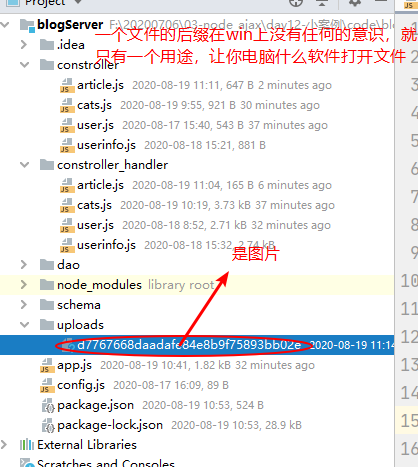 Project
blogServer F:\20200706\03-node_ajax\day12-小案例\code\blo
一个文件的后缀在win上没有任何的意识，就
只有一个用途，让你电脑什么软件打开文件
.idea
constroller
article.js 2020-08-19 11:11, 647 B 2 minutes ago
cats.js 2020-08-19 9:55, 921 B 30 minutes ago
user.js 2020-08-17 15:40, 543 B 37 minutes ago
userinfo.js 2020-08-18 15:21, 881 B
constroller_handler
article.js 2020-08-19 11:04, 165 B 6 minutes ago
cats.js 2020-08-19 10:19, 3.73 kB 37 minutes ago
user.js 2020-08-18 8:52, 2.71 kB 32 minutes ago
userinfo.js 2020-08-18 15:32, 2.74 kB
是图片
dao
node_modules library root
schema
uploads
d7767668daadafe84e8b9f75893bb02e 2020-08-19 11:14
app.js 2020-08-19 10:41, 1.82 kB 32 minutes ago
config.js 2020-08-17 16:09, 89 B
package.json 2020-08-19 10:53, 524 B
package-lock.json 2020-08-19 10:53, 28.9 kB
External Libraries
Scratches and Consoles
1
2
3
4
5
6
7
8
9
10
11
12
13
14
15
16